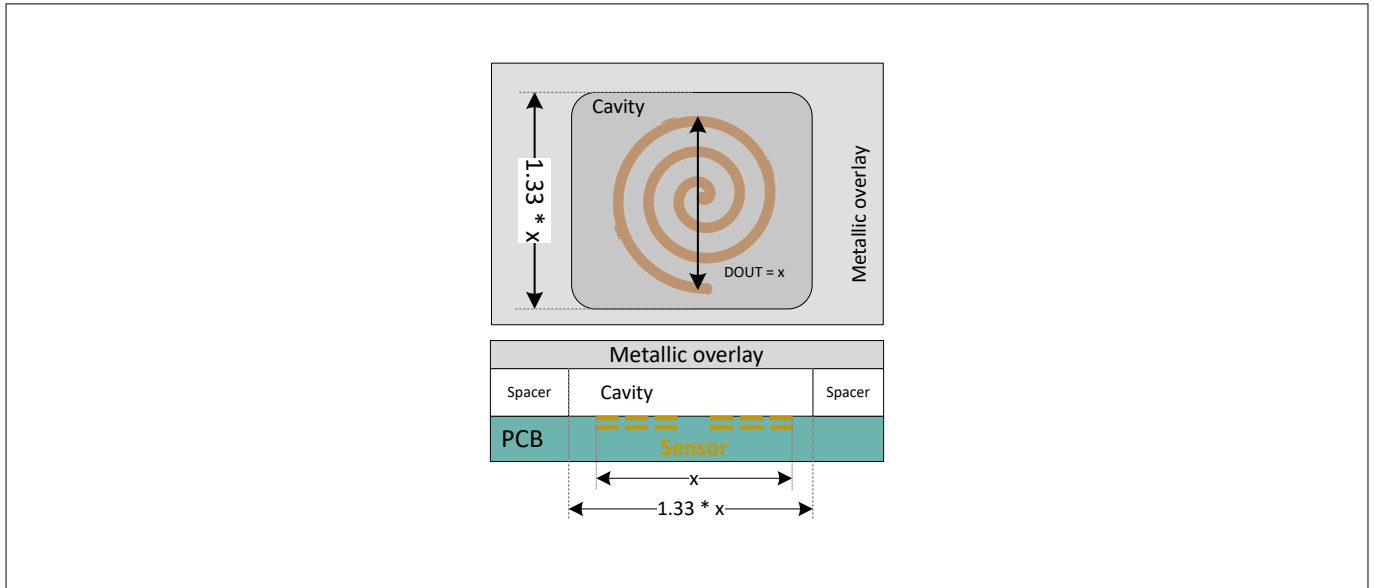 Cavity
1.33 * x
DOUT = x
Metallic overlay
Metallic overlay
Spacer
Cavity
Spacer
PCB
Sensor
x
1.33 * x